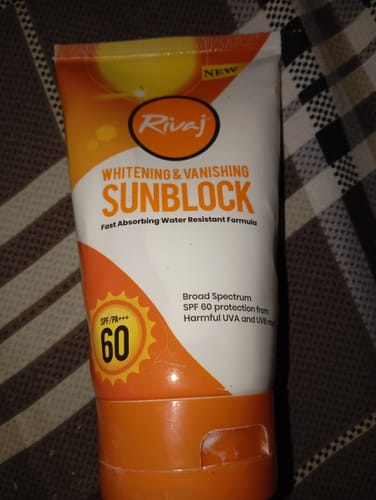 NEW
Rivaj
WHITENING & VANISHING
SUNBLOCK
Fast Absorbing Water Resistant Formula
Broad Spectrum
SPF 60 protection from
Harmful UVA and UVB
SPF/PA+++
60